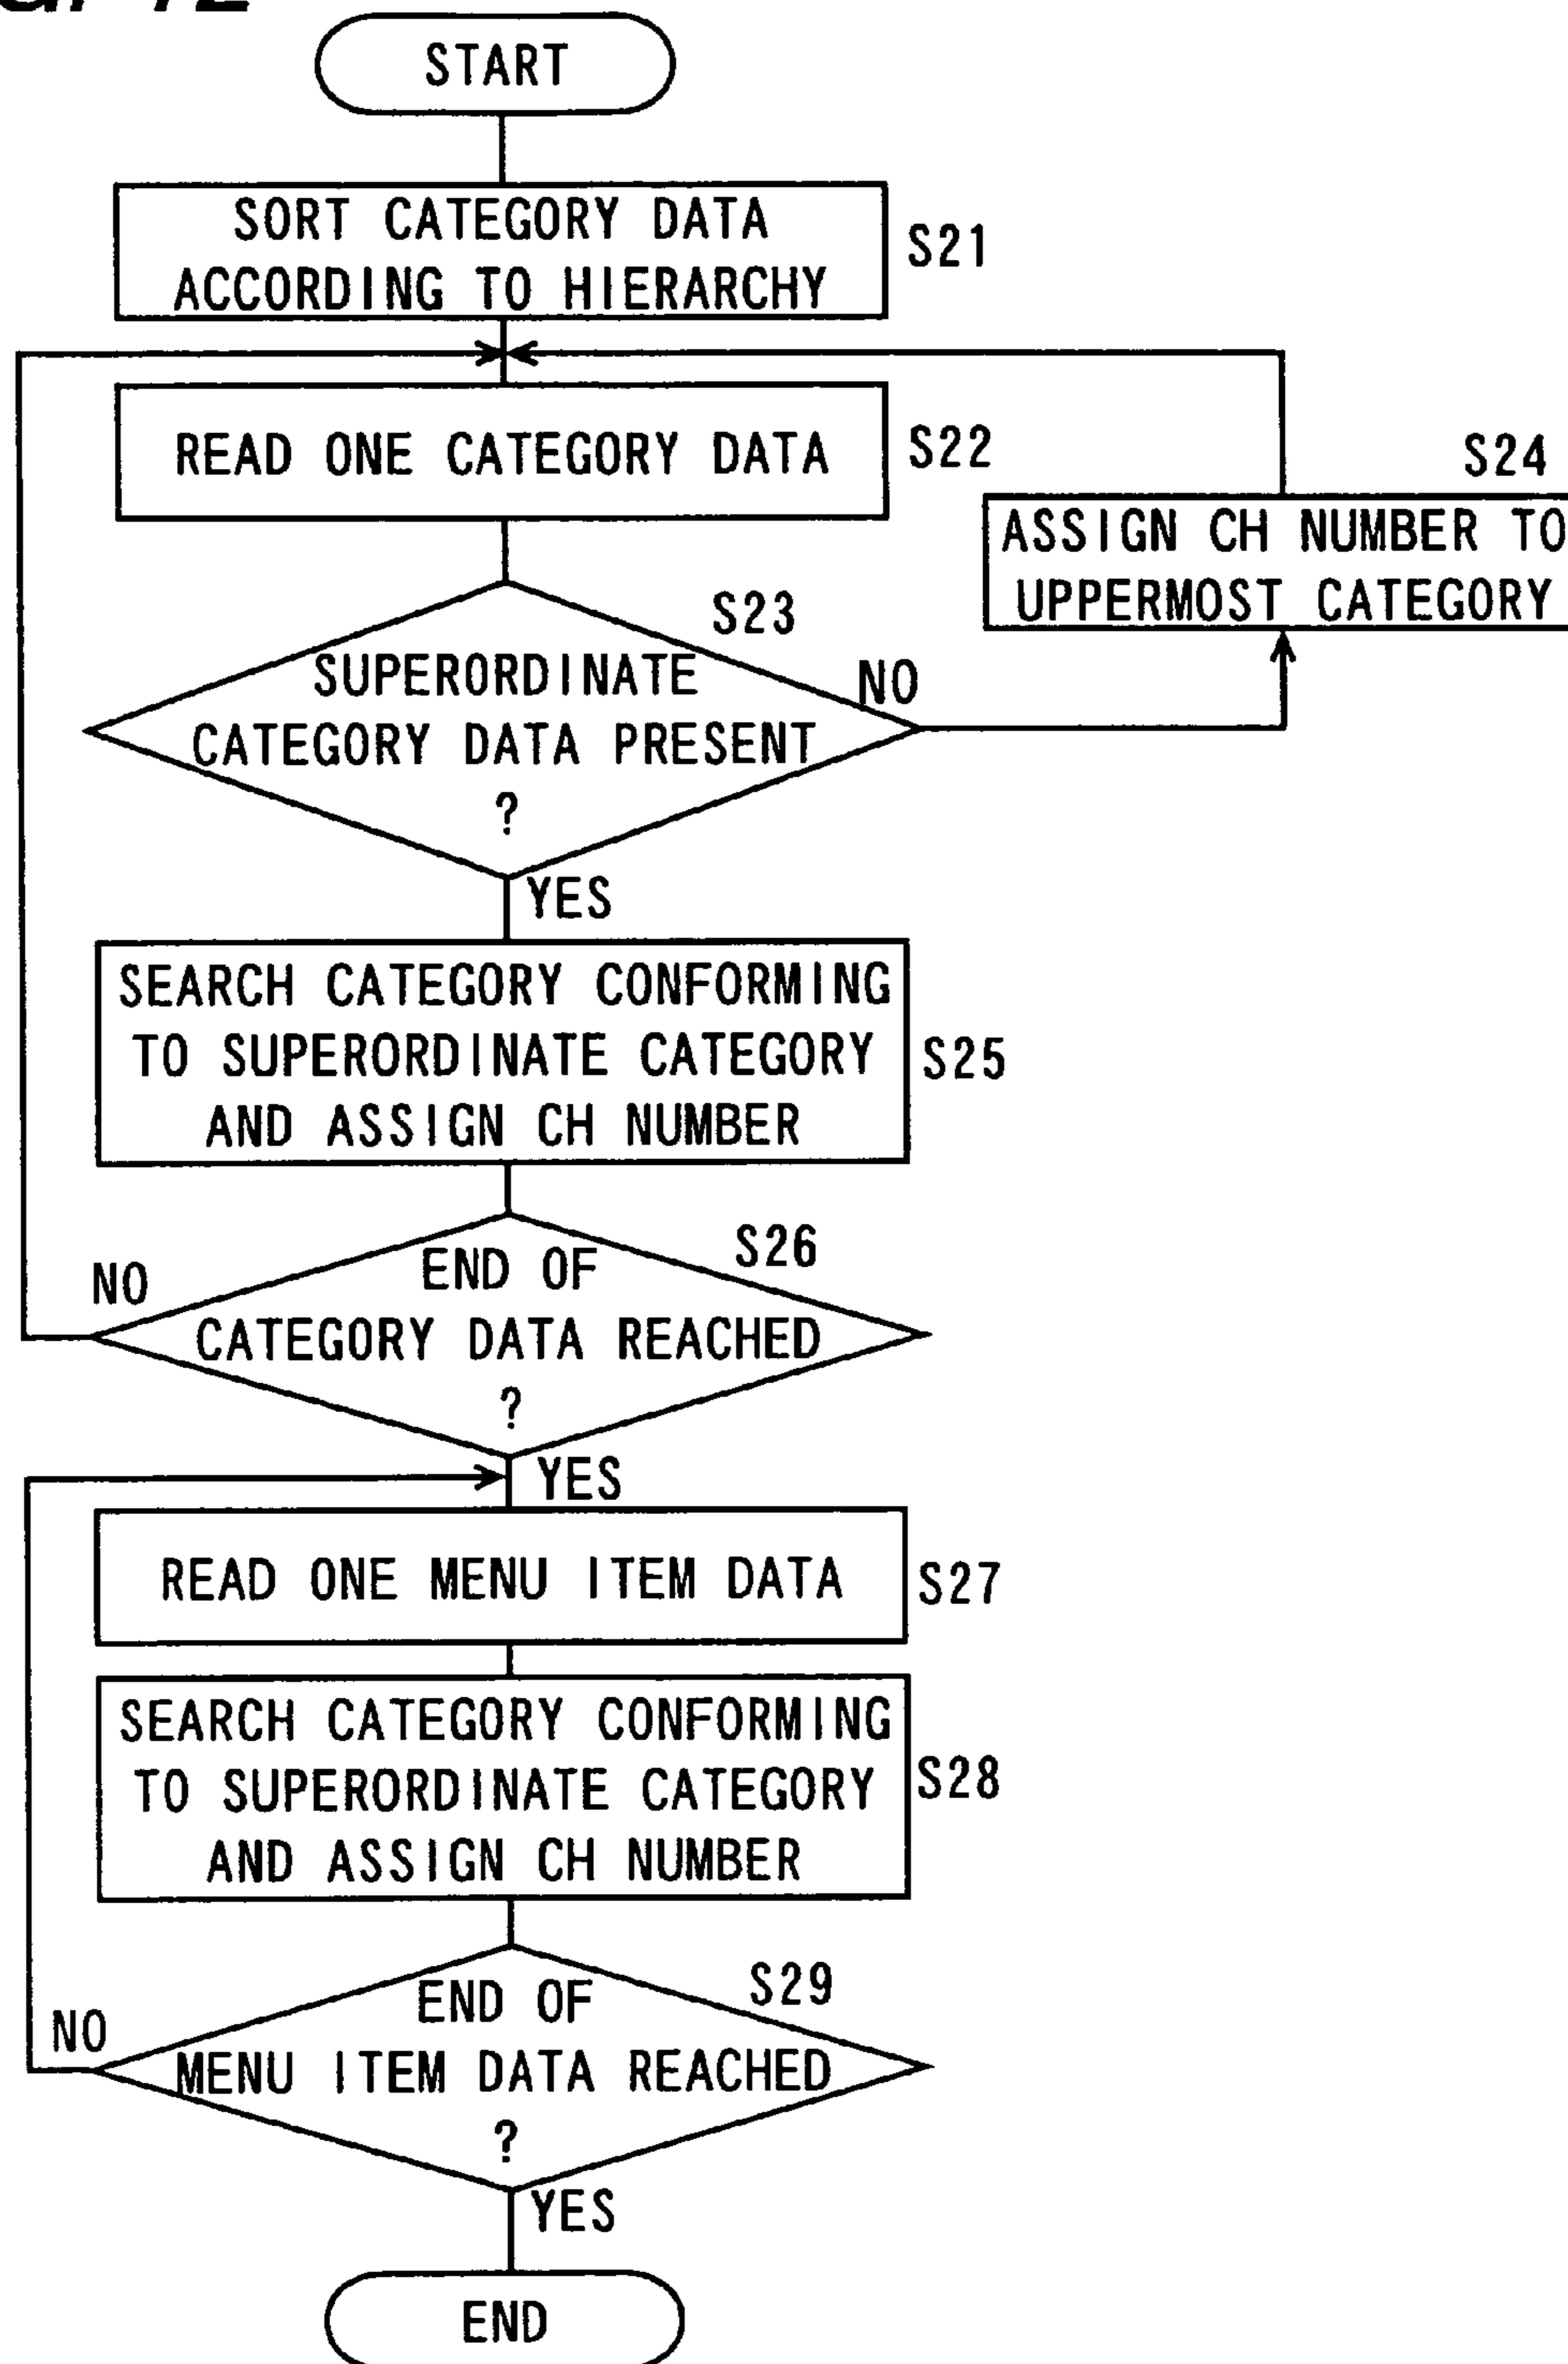 START
SORT CATEGORY DATA
ACCORDING TO HIERARCHY
S21
READ ONE CATEGORY DATA
S22
S24
ASSIGN CH NUMBER TO
UPPERMOST CATEGORY
S23
SUPERORDINATE
CATEGORY DATA PRESENT
?
NO
YES
SEARCH CATEGORY CONFORMING
TO SUPERORDINATE CATEGORY
AND ASSIGN CH NUMBER
S25
S26
END OF
CATEGORY DATA REACHED
?
NO
YES
READ ONE MENU ITEM DATA
S27
SEARCH CATEGORY CONFORMING
TO SUPERORDINATE CATEGORY
AND ASSIGN CH NUMBER
S28
S29
END OF
MENU ITEM DATA REACHED
?
NO
YES
END